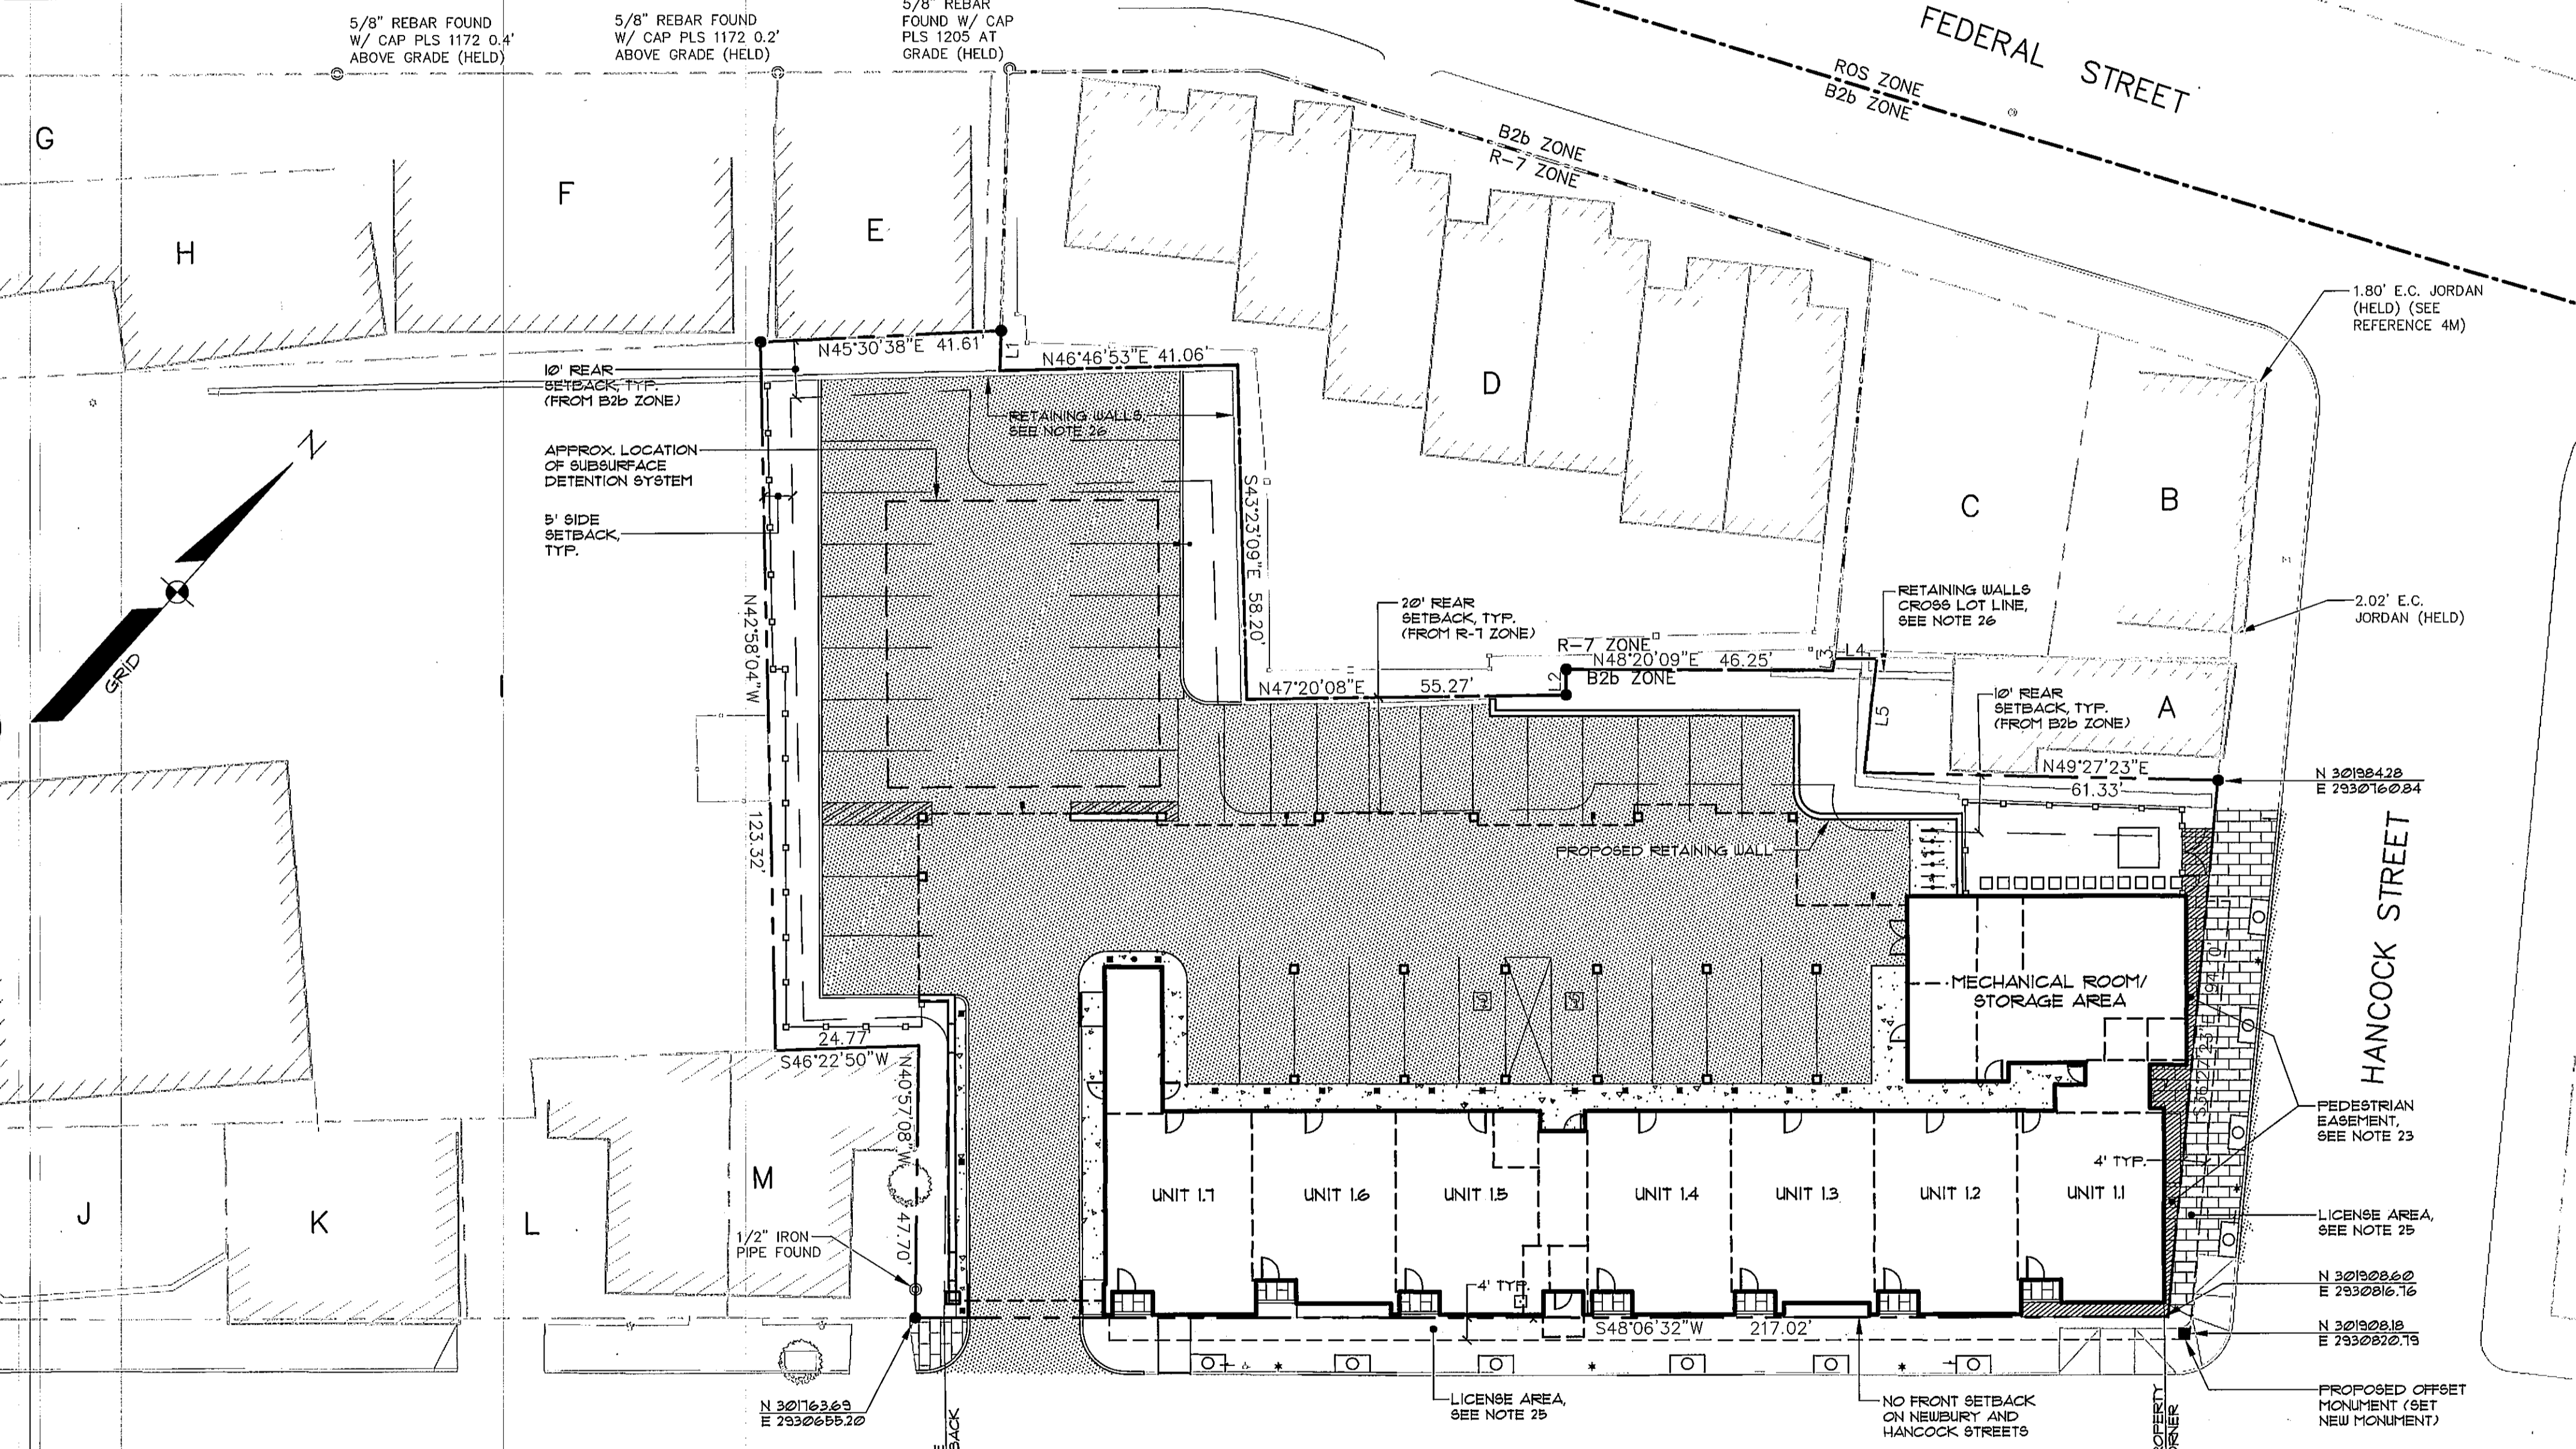 5/8" REBAR FOUND
W/ CAP PLS 1172 0.4'
ABOVE GRADE (HELD)
5/8" REBAR FOUND
W/ CAP PLS 1172 0.2'
ABOVE GRADE (HELD)
5/8" REBAR
FOUND W/ CAP
PLS 1205 AT
GRADE (HELD)
FEDERAL STREET
ROS ZONE
B2b ZONE
B2b ZONE
R-7 ZONE
G
H
F
E
D
C
B
A
1.80' E.C. JORDAN
(HELD) (SEE
REFERENCE 4M)
2.02' E.C.
JORDAN (HELD)
N45°30'38"E 41.61'
L1
N46°46'53"E 41.06'
10' REAR
SETBACK, TYP.
(FROM B2b ZONE)
RETAINING WALLS,
SEE NOTE 26
APPROX. LOCATION
OF SUBSURFACE
DETENTION SYSTEM
5' SIDE
SETBACK,
TYP.
N
GRID
I
N42°58'04"W
123.32'
S43°23'09"E 58.20'
20' REAR
SETBACK, TYP.
(FROM R-7 ZONE)
RETAINING WALLS
CROSS LOT LINE,
SEE NOTE 26
R-7 ZONE
N48°20'09"E 46.25'
B2b ZONE
L2
L3
L4
L5
N47°20'08"E 55.27'
10' REAR
SETBACK, TYP.
(FROM B2b ZONE)
N49°27'23"E
61.33'
N 301984.28
E 2930760.84
PROPOSED RETAINING WALL
MECHANICAL ROOM/
STORAGE AREA
HANCOCK STREET
24.77
S46°22'50"W
N40°57'08"W
47.70'
J
K
L
M
1/2" IRON
PIPE FOUND
UNIT 1.7
UNIT 1.6
UNIT 1.5
UNIT 1.4
UNIT 1.3
UNIT 1.2
UNIT 1.1
4' TYP.
4' TYP.
PEDESTRIAN
EASEMENT,
SEE NOTE 23
LICENSE AREA,
SEE NOTE 25
N 301908.60
E 2930816.76
N 301908.18
E 2930820.79
S48°06'32"W 217.02'
N 301763.69
E 2930655.20
LICENSE AREA,
SEE NOTE 25
NO FRONT SETBACK
ON NEWBURY AND
HANCOCK STREETS
PROPOSED OFFSET
MONUMENT (SET
NEW MONUMENT)